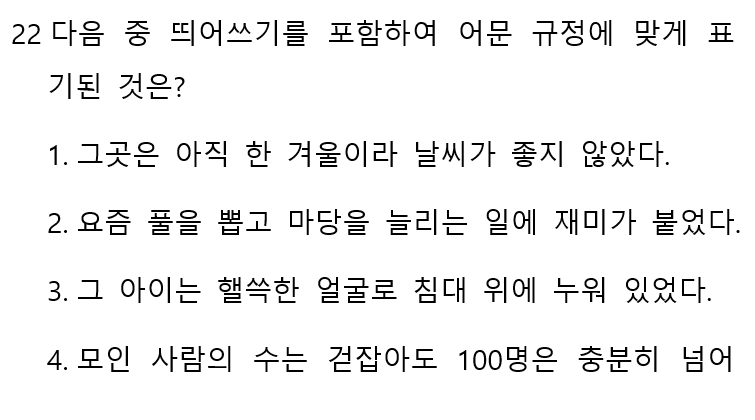 22 다음 중 띄어쓰기를 포함하여 어문 규정에 맞게 표
기된 것은?
1. 그곳은 아직 한 겨울이라 날씨가 좋지 않았다.
2. 요즘 풀을 뽑고 마당을 늘리는 일에 재미가 붙었다.
3. 그 아이는 핼쓱한 얼굴로 침대 위에 누워 있었다.
4. 모인 사람의 수는 걷잡아도 100명은 충분히 넘어